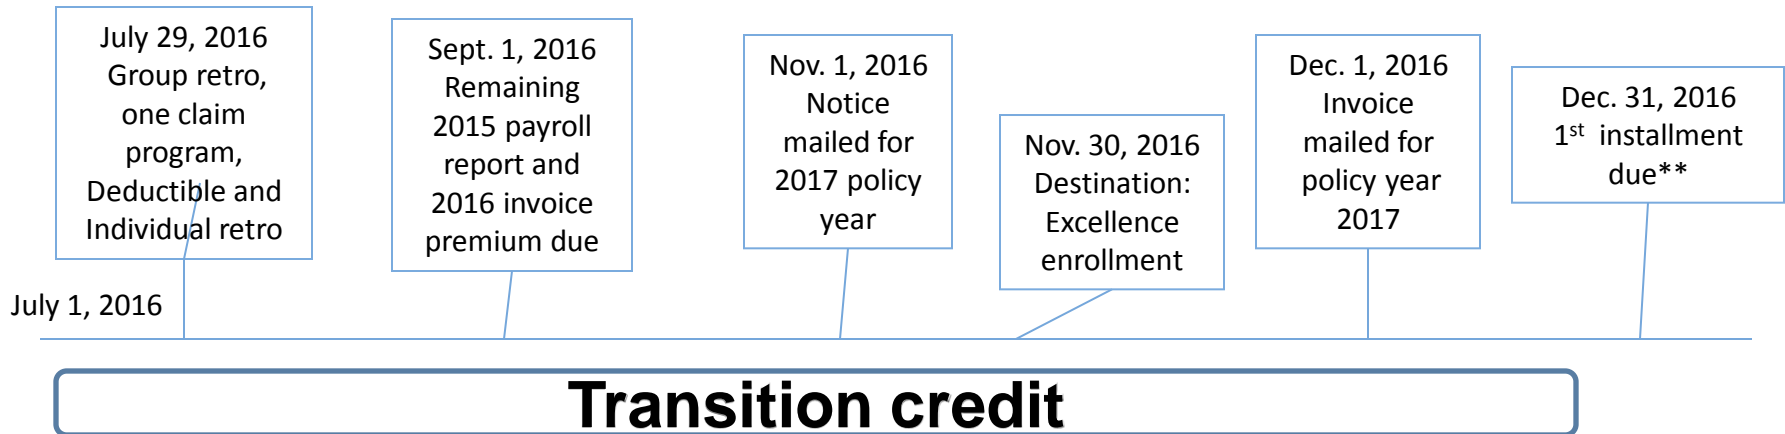 July 29, 2016
Group retro,
one claim
program,
Deductible and
Individual retro
Sept. 1, 2016
Remaining
2015 payroll
report and
2016 invoice
premium due
Nov. 1, 2016
Notice
mailed for
2017 policy
year
Nov. 30, 2016
Destination:
Excellence
enrollment
Dec. 1, 2016
Invoice
mailed for
policy year
2017
Dec. 31, 2016
1st installment
due**
July 1, 2016
Transition credit